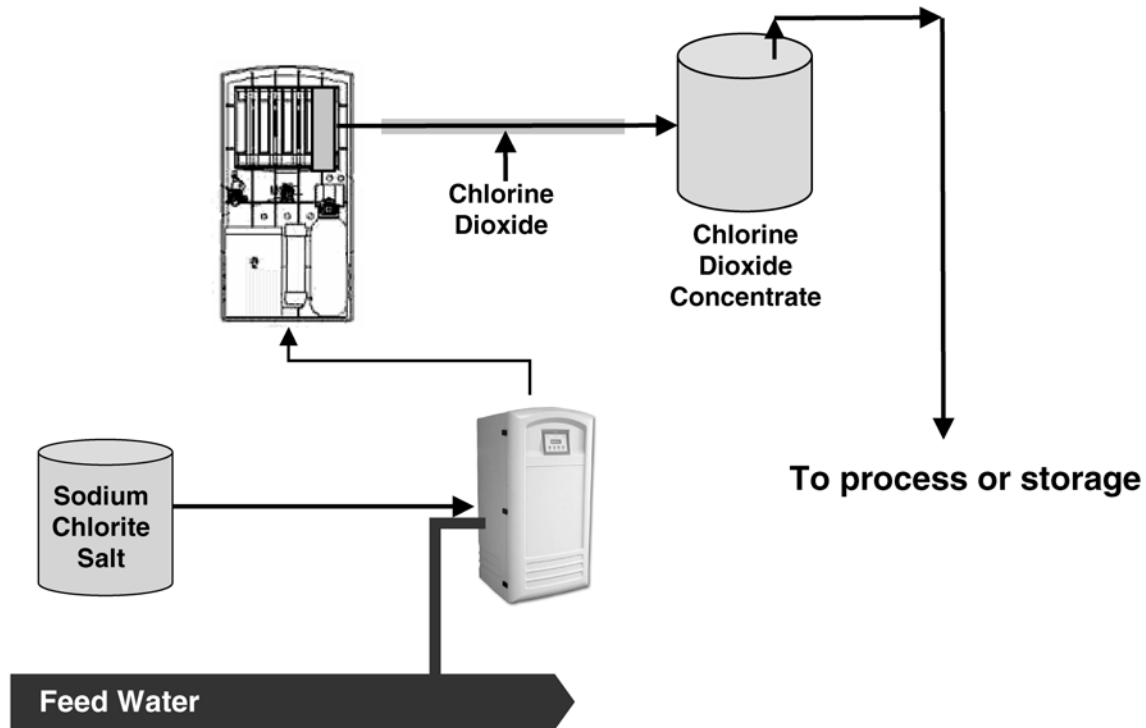 Chlorine
Dioxide
Chlorine
Dioxide
Concentrate
Sodium
Chlorite
Salt
To process or storage
Feed Water